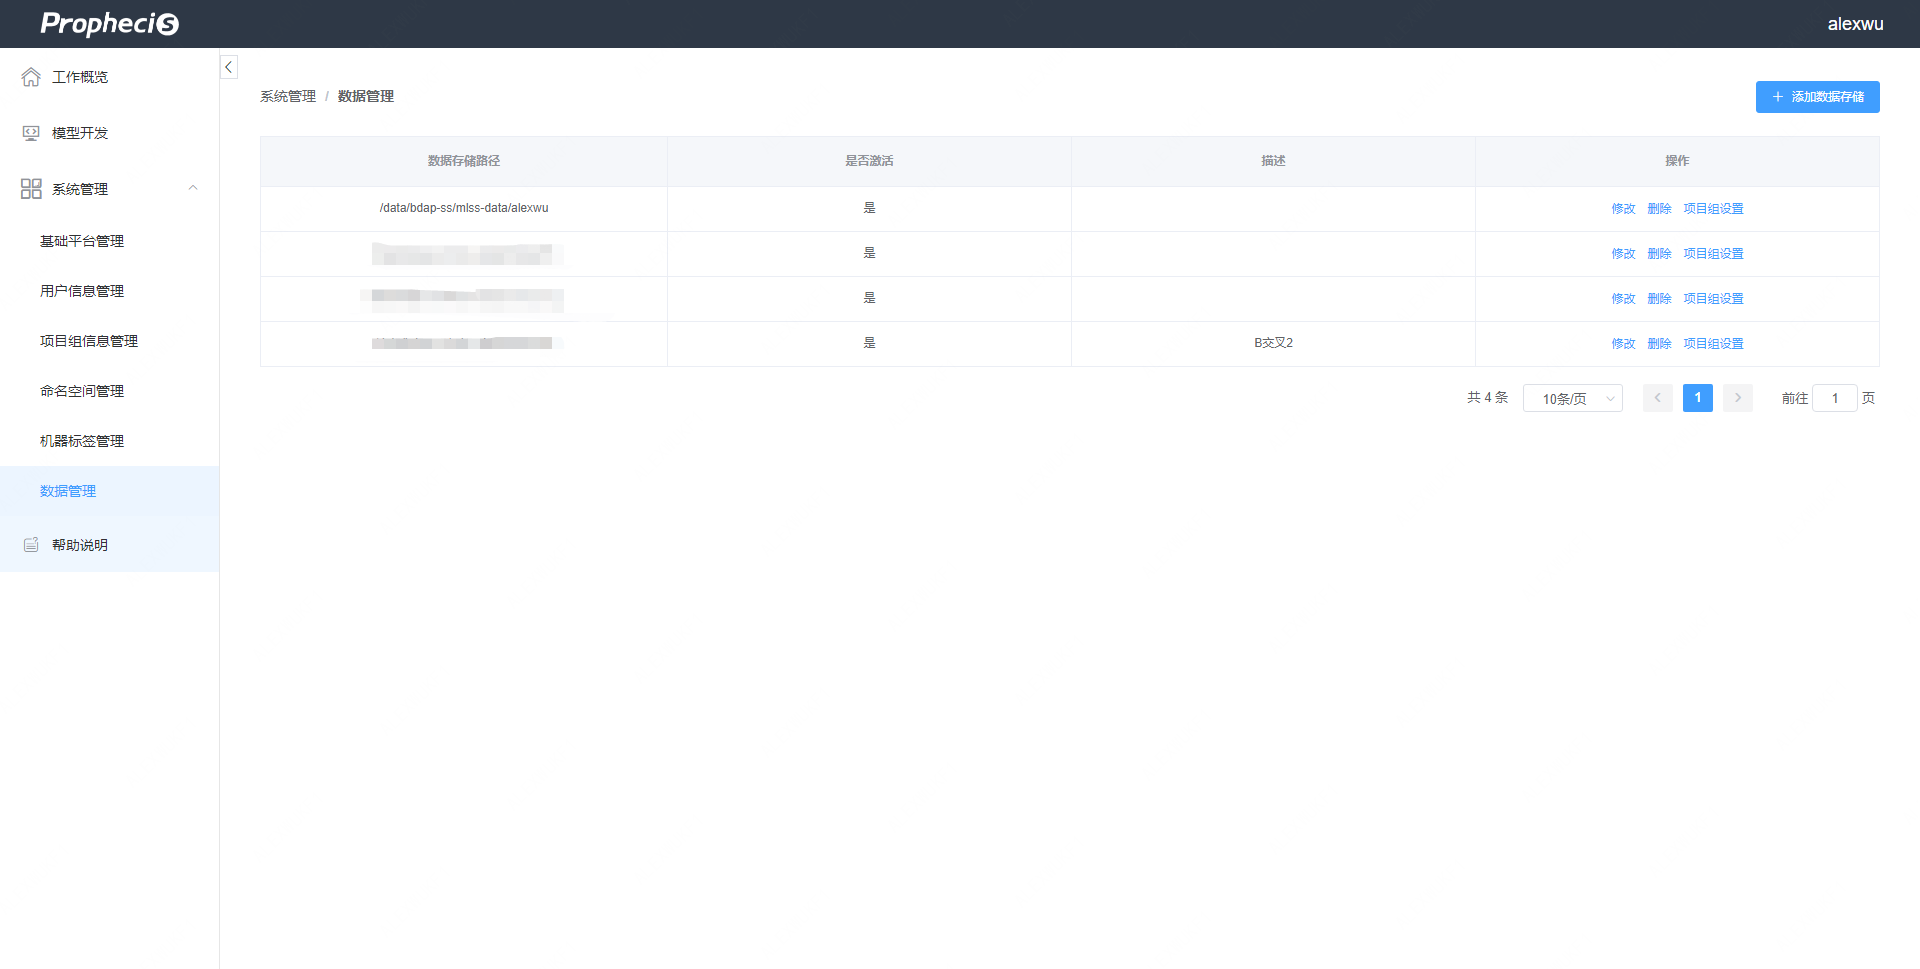 Prophecis
alexwu
工作概览
模型开发
系统管理
基础平台管理
用户信息管理
项目组信息管理
命名空间管理
机器标签管理
数据管理
帮助说明
系统管理 / 数据管理
+ 添加数据存储
数据存储路径 是否激活 描述 操作
/data/bdap-ss/mlss-data/alexwu 是 修改 删除 项目组设置
是 修改 删除 项目组设置
是 修改 删除 项目组设置
是 B交叉2 修改 删除 项目组设置
共 4 条 10条/页 < 1 > 前往 1 页